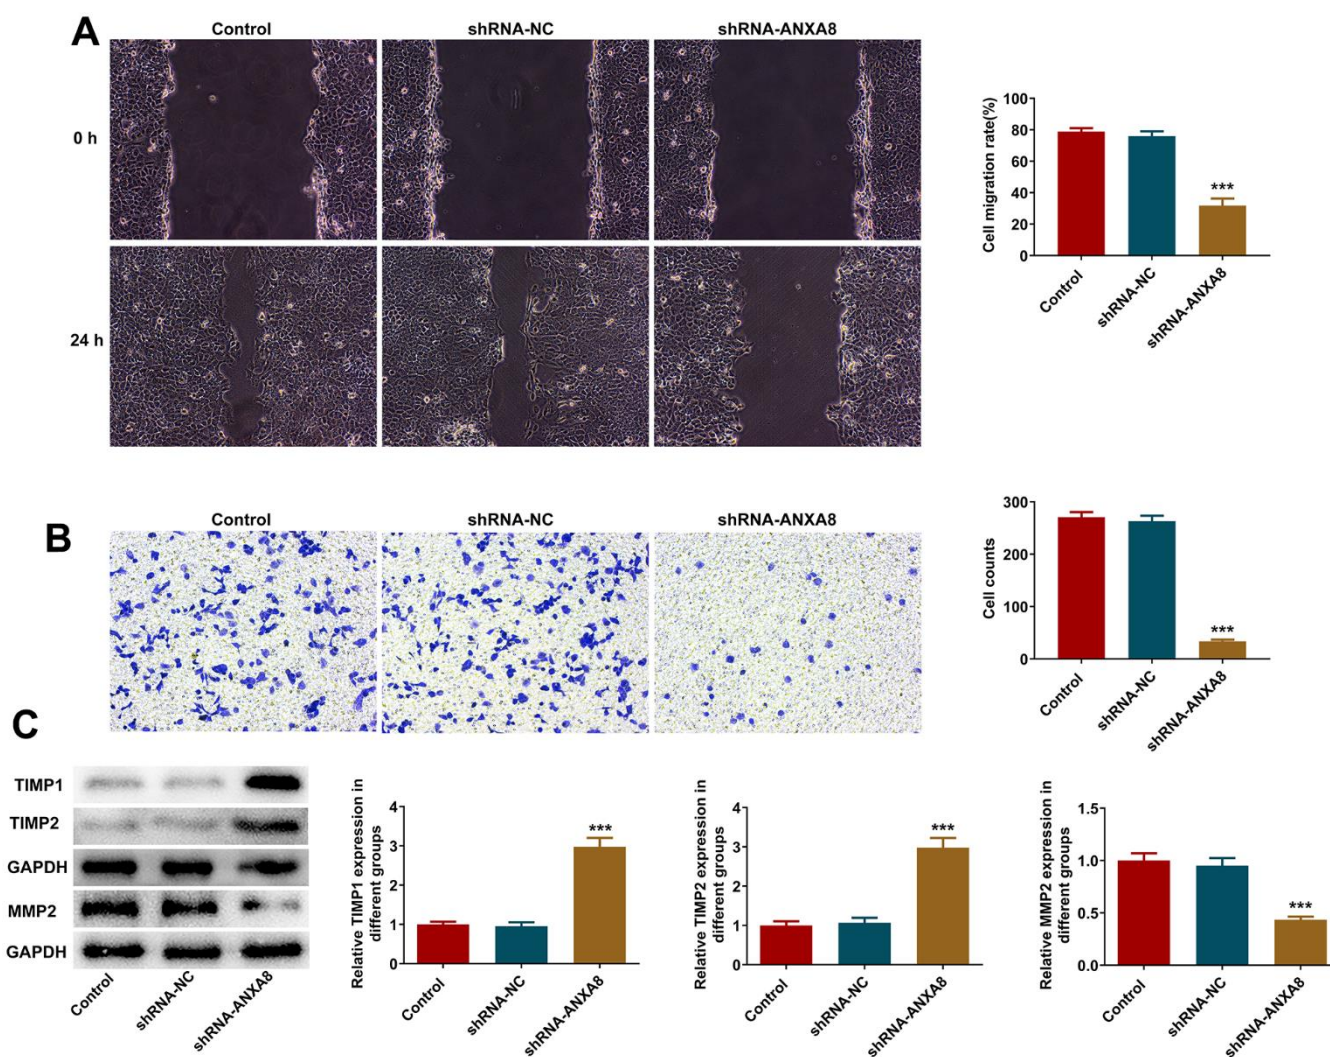 A
Control
shRNA-NC
shRNA-ANXA8
0 h
24 h
Cell migration rate(%)
100
80
60
40
20
0
***
Control
shRNA-NC
shRNA-ANXA8
B
Control
shRNA-NC
shRNA-ANXA8
Cell counts
300
200
100
0
***
Control
shRNA-NC
shRNA-ANXA8
C
TIMP1
TIMP2
GAPDH
MMP2
GAPDH
Control
shRNA-NC
shRNA-ANXA8
Relative TIMP1 expression in
different groups
4
3
2
1
0
***
Control
shRNA-NC
shRNA-ANXA8
Relative TIMP2 expression in
different groups
4
3
2
1
0
***
Control
shRNA-NC
shRNA-ANXA8
Relative MMP2 expression in
different groups
1.5
1.0
0.5
0.0
***
Control
shRNA-NC
shRNA-ANXA8